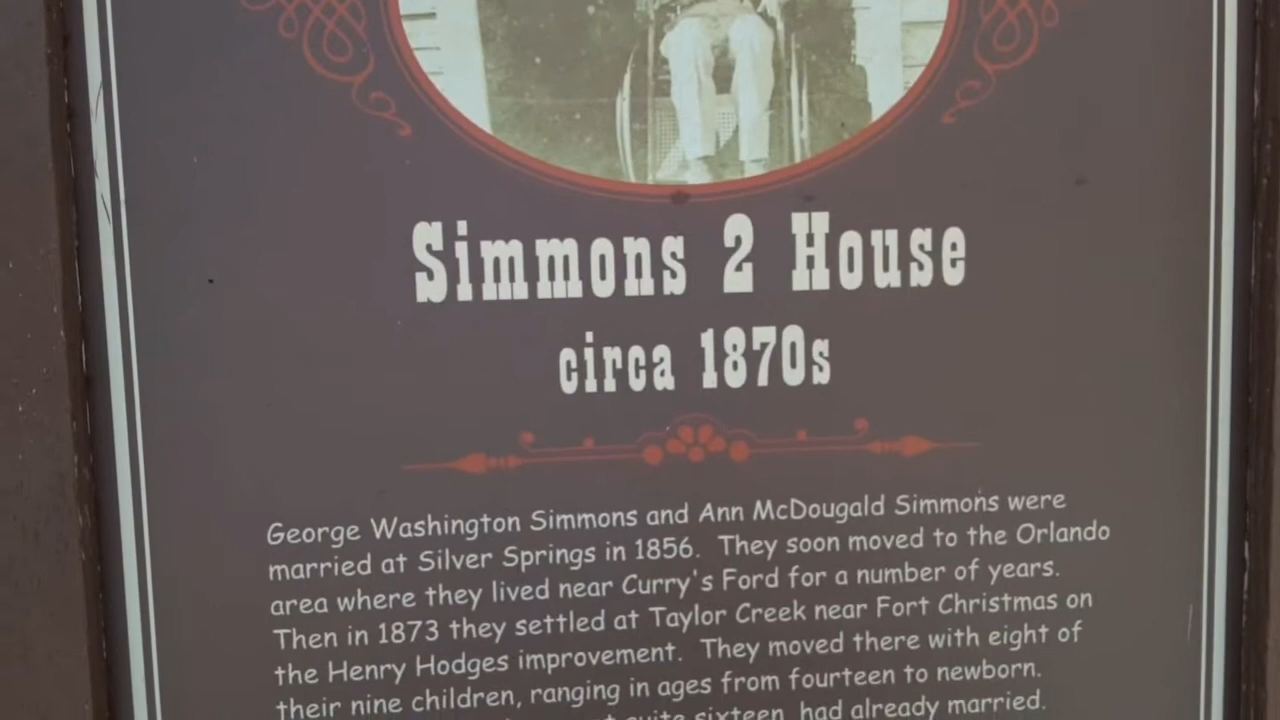 Simmons 2 House
circa 1870s
George Washington Simmons and Ann McDougald Simmons were
married at Silver Springs in 1856. They soon moved to the Orlando
area where they lived near Curry's Ford for a number of years.
Then in 1873 they settled at Taylor Creek near Fort Christmas on
the Henry Hodges improvement. They moved there with eight of
their nine children, ranging in ages from fourteen to newborn.
quite sixteen, had already married.